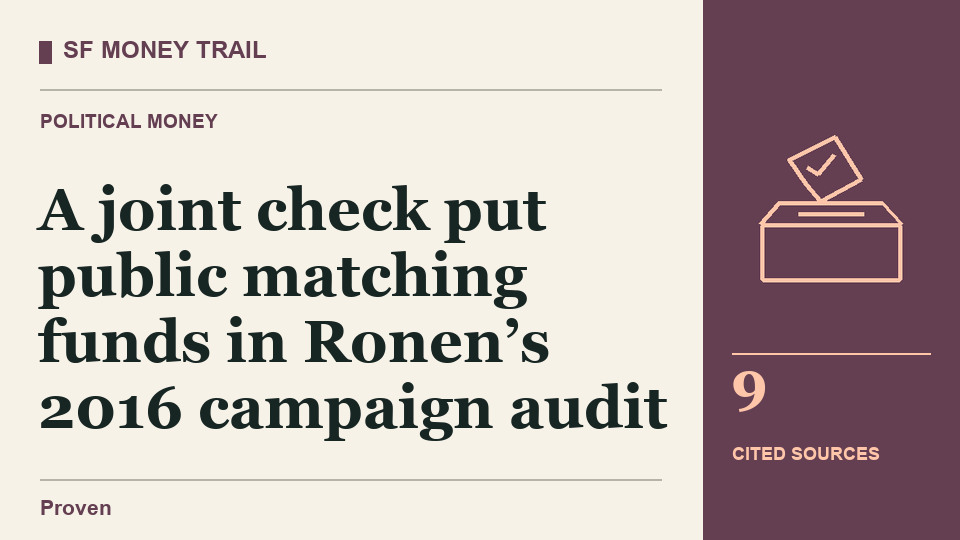 SF MONEY TRAIL
POLITICAL MONEY
A joint check put
public matching
funds in Ronen’s
2016 campaign audit
Proven
9
CITED SOURCES